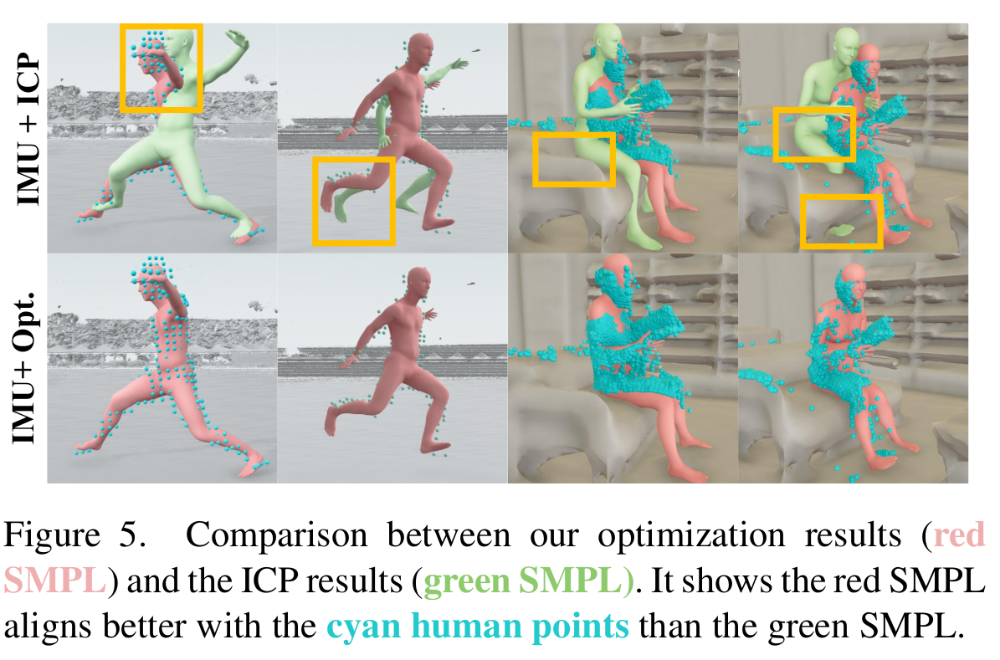 IMU + ICP
IMU+ Opt.
Figure 5. Comparison between our optimization results (red
SMPL) and the ICP results (green SMPL). It shows the red SMPL
aligns better with the cyan human points than the green SMPL.